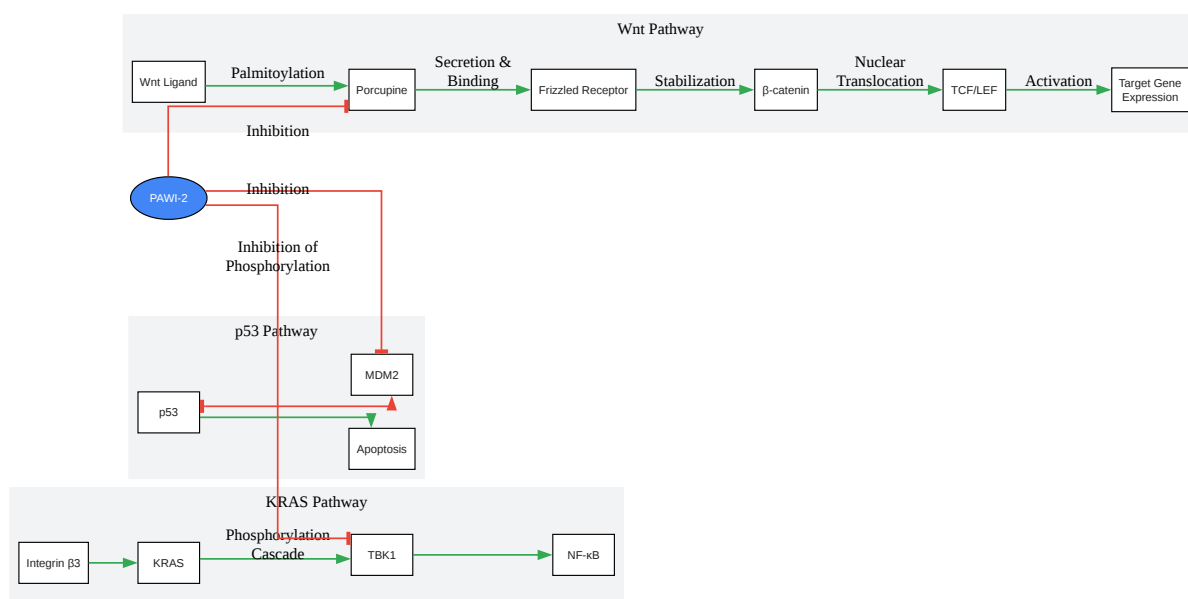 Wnt Pathway
Wnt Ligand
Palmitoylation
Porcupine
Secretion &
Binding
Frizzled Receptor
Stabilization
β-catenin
Nuclear
Translocation
TCF/LEF
Activation
Target Gene
Expression
Inhibition
PAWI-2
Inhibition
Inhibition of
Phosphorylation
p53 Pathway
MDM2
p53
Apoptosis
KRAS Pathway
Integrin β3
KRAS
Phosphorylation
Cascade
TBK1
NF-κB